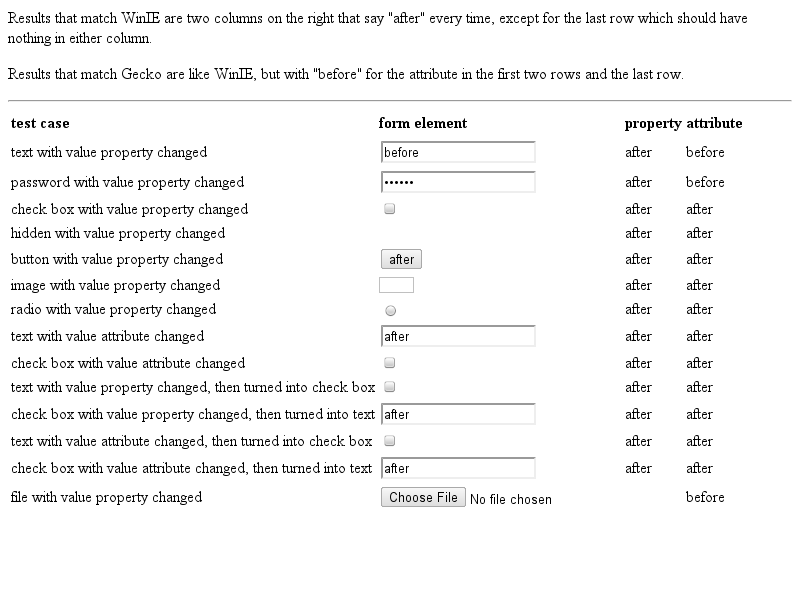 Results that match WinIE are two columns on the right that say "after" every time, except for the last row which should have
nothing in either column.
Results that match Gecko are like WinIE, but with "before" for the attribute in the first two rows and the last row.
test case form element property attribute
text with value property changed before after before
password with value property changed •••••• after before
check box with value property changed after after
hidden with value property changed after after
button with value property changed after after after
image with value property changed after after
radio with value property changed after after
text with value attribute changed after after after
check box with value attribute changed after after
text with value property changed, then turned into check box after after
check box with value property changed, then turned into text after after after
text with value attribute changed, then turned into check box after after
check box with value attribute changed, then turned into text after after after
file with value property changed Choose File No file chosen before